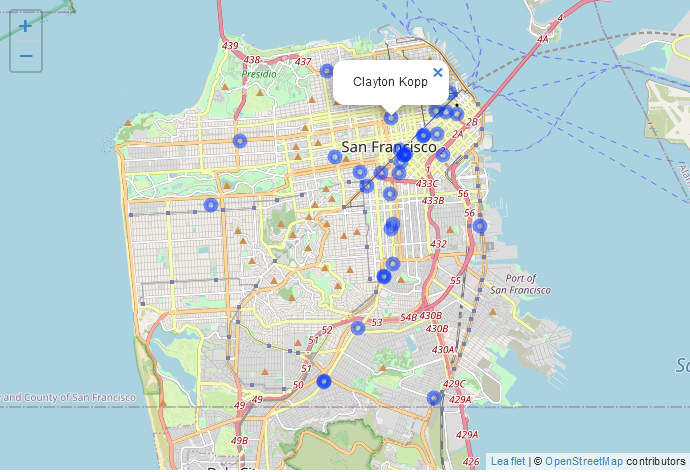 +
−
439
438
437
4
4A
Presidio
Clayton Kopp
×
2B
2A
San Francisco
1
433C
433B
56
56
432
55
Port of
San Francisco
54B
430B
430B
53
52
51
51
50
49
49
49B
430A
429C
429A
429A
426
y and County of San Francisco
Leaflet | © OpenStreetMap contributors